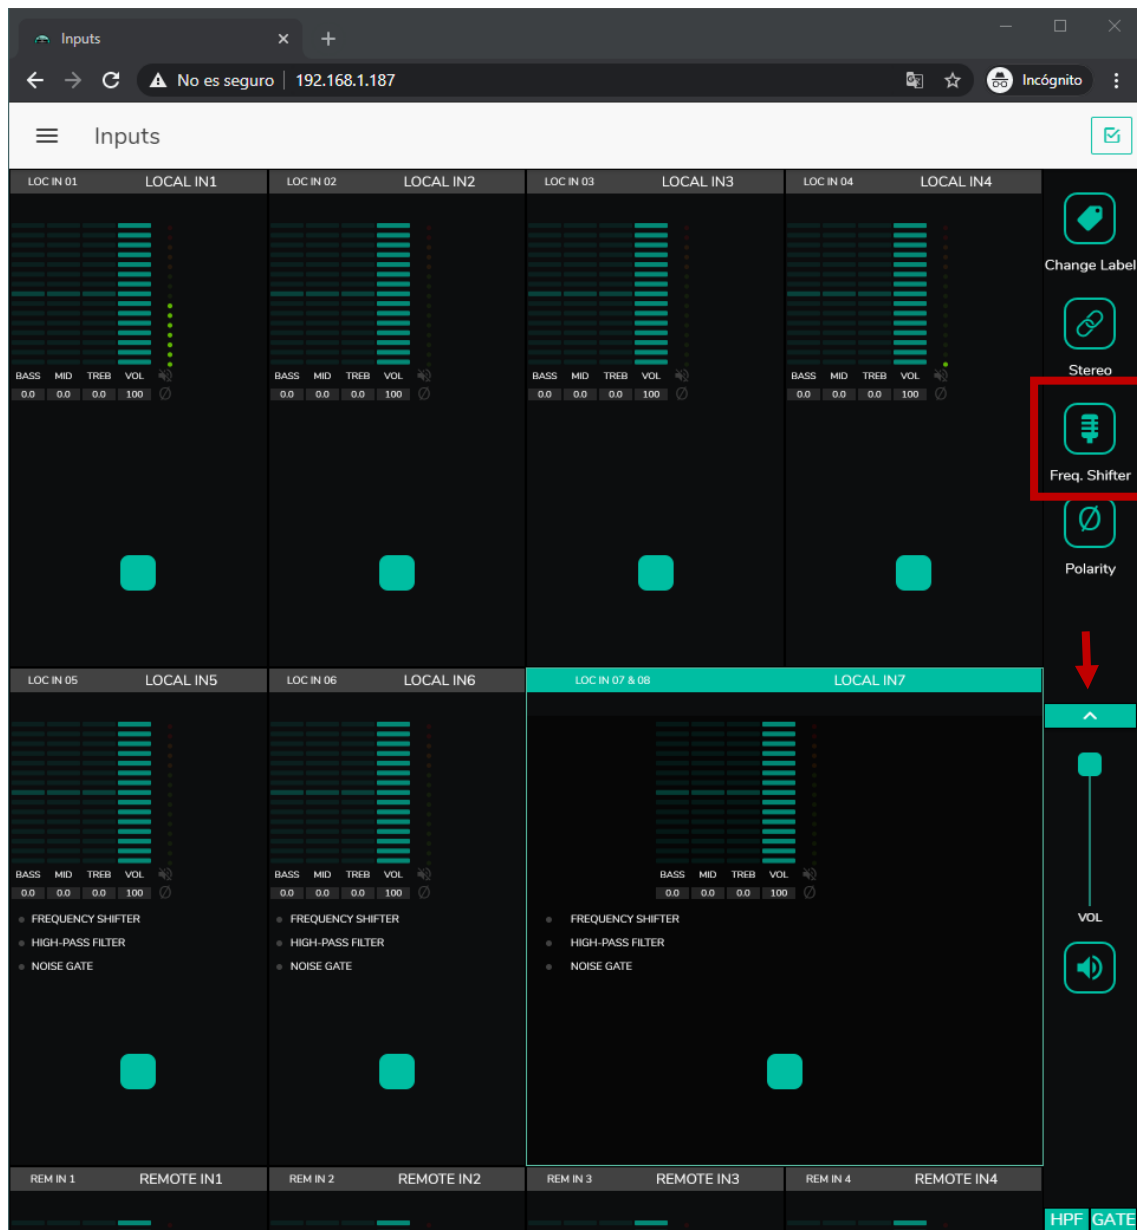 Inputs
No es seguro | 192.168.1.187
Incógnito
Inputs
LOC IN 01 LOCAL IN1
LOC IN 02 LOCAL IN2
LOC IN 03 LOCAL IN3
LOC IN 04 LOCAL IN4
BASS MID TREB VOL
0.0 0.0 0.0 100
BASS MID TREB VOL
0.0 0.0 0.0 100
BASS MID TREB VOL
0.0 0.0 0.0 100
BASS MID TREB VOL
0.0 0.0 0.0 100
Change Label
Stereo
Freq. Shifter
Polarity
LOC IN 05 LOCAL IN5
LOC IN 06 LOCAL IN6
LOC IN 07 & 08 LOCAL IN7
BASS MID TREB VOL
0.0 0.0 0.0 100
FREQUENCY SHIFTER
HIGH-PASS FILTER
NOISE GATE
BASS MID TREB VOL
0.0 0.0 0.0 100
FREQUENCY SHIFTER
HIGH-PASS FILTER
NOISE GATE
BASS MID TREB VOL
0.0 0.0 0.0 100
FREQUENCY SHIFTER
HIGH-PASS FILTER
NOISE GATE
VOL
REM IN 1 REMOTE IN1
REM IN 2 REMOTE IN2
REM IN 3 REMOTE IN3
REM IN 4 REMOTE IN4
HPF GATE